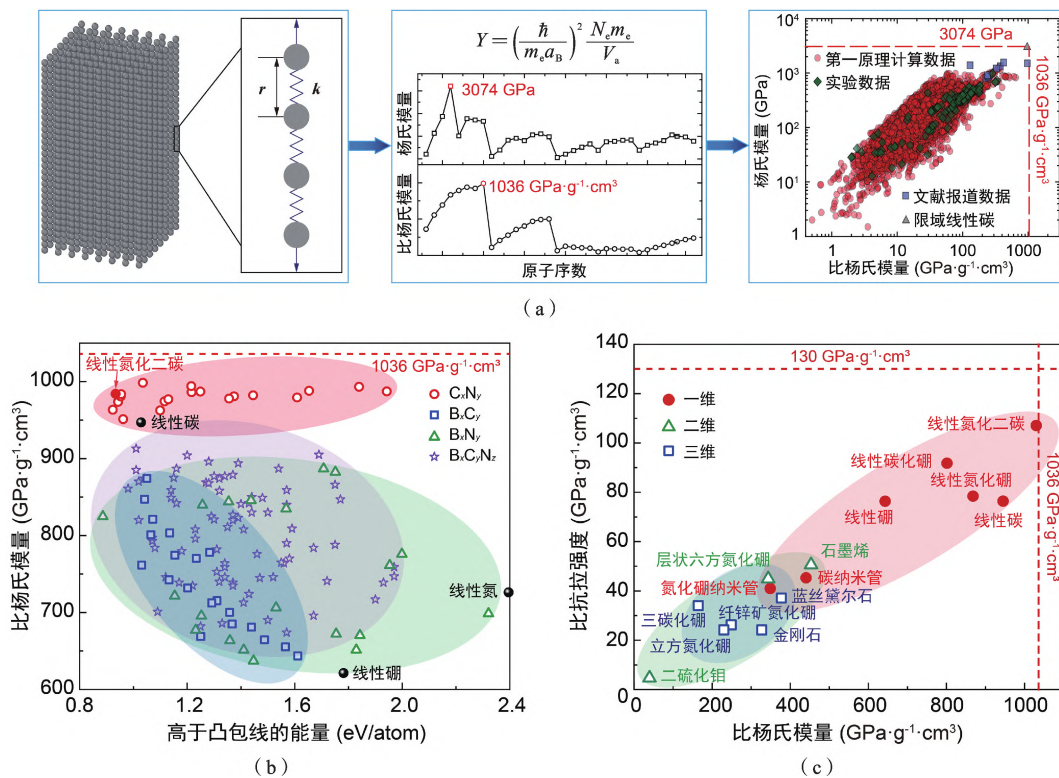 r
k
Y=(ħ/(mₑa_B))² Nₑmₑ/Vₐ
3074 GPa
杨氏模量
1036 GPa·g⁻¹·cm³
比杨氏模量
原子序数
10⁴
10³
10²
10¹
1
杨氏模量 (GPa)
3074 GPa
第一原理计算数据
实验数据
1036 GPa·g⁻¹·cm³
文献报道数据
限域线性碳
1 10 100 1000
比杨氏模量 (GPa·g⁻¹·cm³)
(a)
比杨氏模量 (GPa·g⁻¹·cm³)
1000
900
800
700
600
线性氮化二碳
1036 GPa·g⁻¹·cm³
CₓNᵧ
BₓCᵧ
BₓNᵧ
BₓCᵧN_z
线性碳
线性氮
线性硼
0.8 1.2 1.6 2.0 2.4
高于凸包线的能量 (eV/atom)
(b)
比抗拉强度 (GPa·g⁻¹·cm³)
140
120
100
80
60
40
20
0
130 GPa·g⁻¹·cm³
一维
二维
三维
线性氮化二碳
线性碳化硼
线性氮化硼
线性硼
线性碳
1036 GPa·g⁻¹·cm³
层状六方氮化硼
石墨烯
氮化硼纳米管
碳纳米管
蓝丝黛尔石
三碳化硼
纤锌矿氮化硼
立方氮化硼
金刚石
二硫化钼
0 200 400 600 800 1000
比杨氏模量 (GPa·g⁻¹·cm³)
(c)